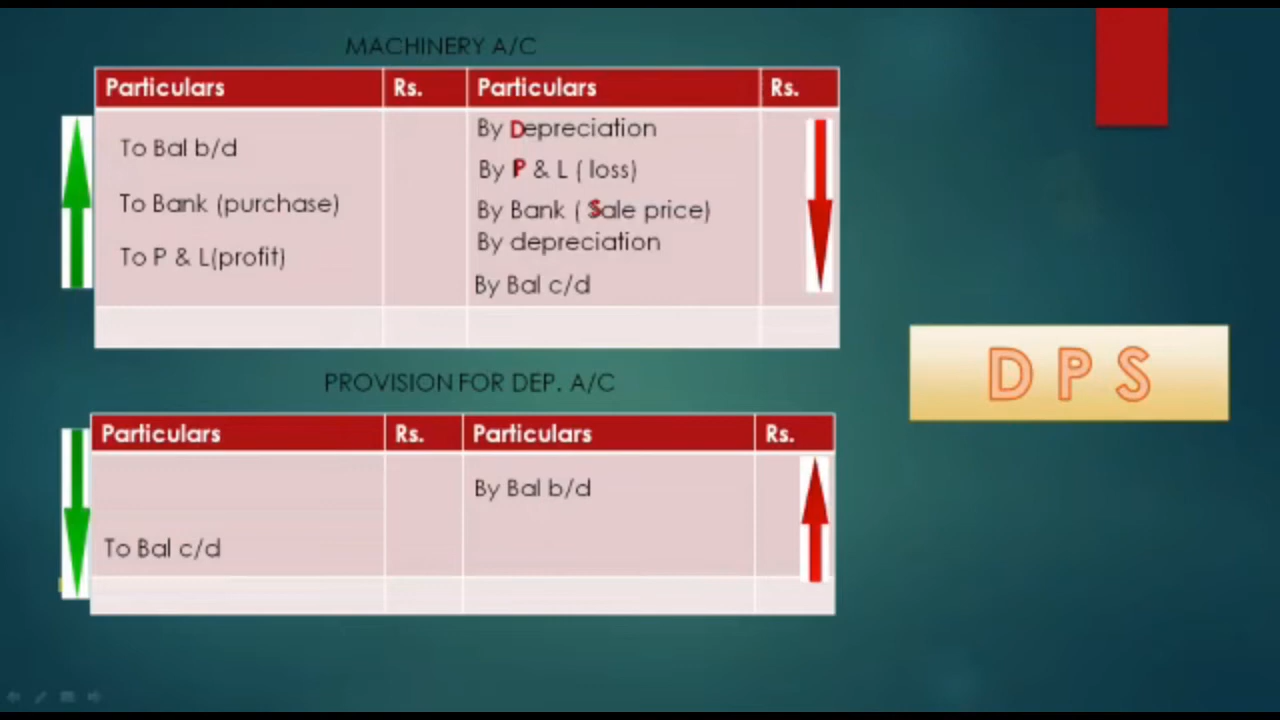 MACHINERY A/C
Particulars Rs. Particulars Rs.
To Bal b/d
To Bank (purchase)
To P & L(profit)
By Depreciation
By P & L ( loss)
By Bank ( Sale price)
By depreciation
By Bal c/d
D P S
PROVISION FOR DEP. A/C
Particulars Rs. Particulars Rs.
By Bal b/d
To Bal c/d